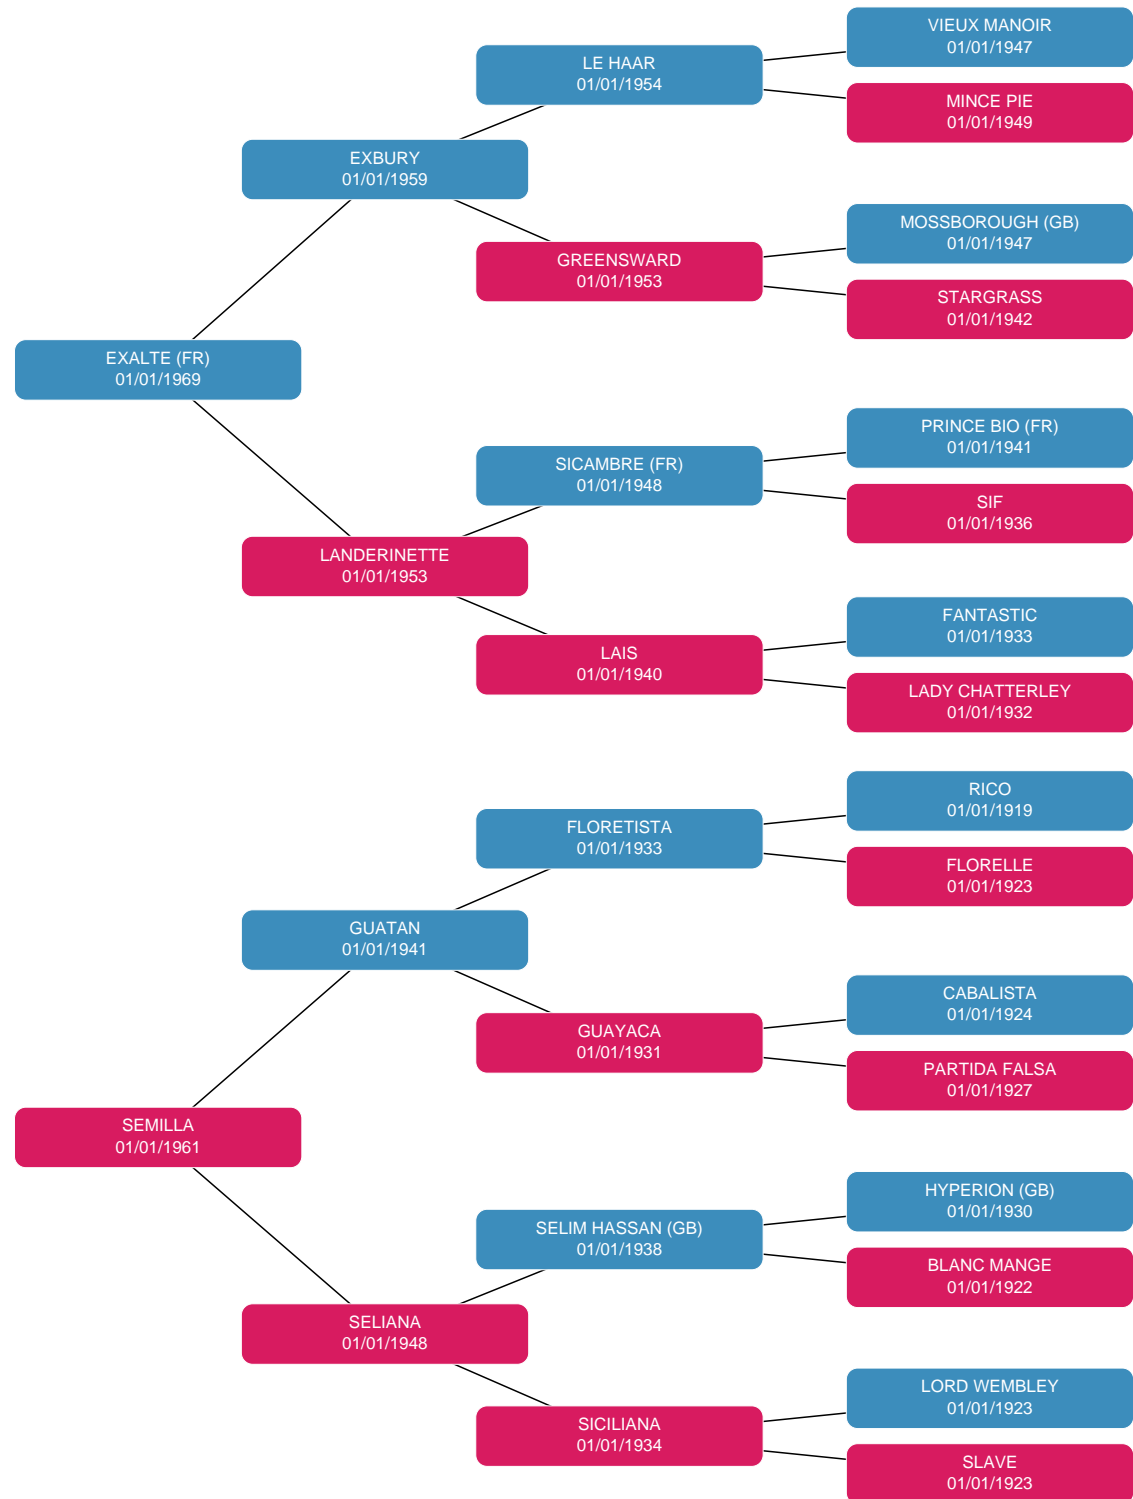 VIEUX MANOIR
01/01/1947
LE HAAR
01/01/1954
MINCE PIE
01/01/1949
EXBURY
01/01/1959
MOSSBOROUGH (GB)
01/01/1947
GREENSWARD
01/01/1953
STARGRASS
01/01/1942
EXALTE (FR)
01/01/1969
PRINCE BIO (FR)
01/01/1941
SICAMBRE (FR)
01/01/1948
SIF
01/01/1936
LANDERINETTE
01/01/1953
FANTASTIC
01/01/1933
LAIS
01/01/1940
LADY CHATTERLEY
01/01/1932
RICO
01/01/1919
FLORETISTA
01/01/1933
FLORELLE
01/01/1923
GUATAN
01/01/1941
CABALISTA
01/01/1924
GUAYACA
01/01/1931
PARTIDA FALSA
01/01/1927
SEMILLA
01/01/1961
HYPERION (GB)
01/01/1930
SELIM HASSAN (GB)
01/01/1938
BLANC MANGE
01/01/1922
SELIANA
01/01/1948
LORD WEMBLEY
01/01/1923
SICILIANA
01/01/1934
SLAVE
01/01/1923